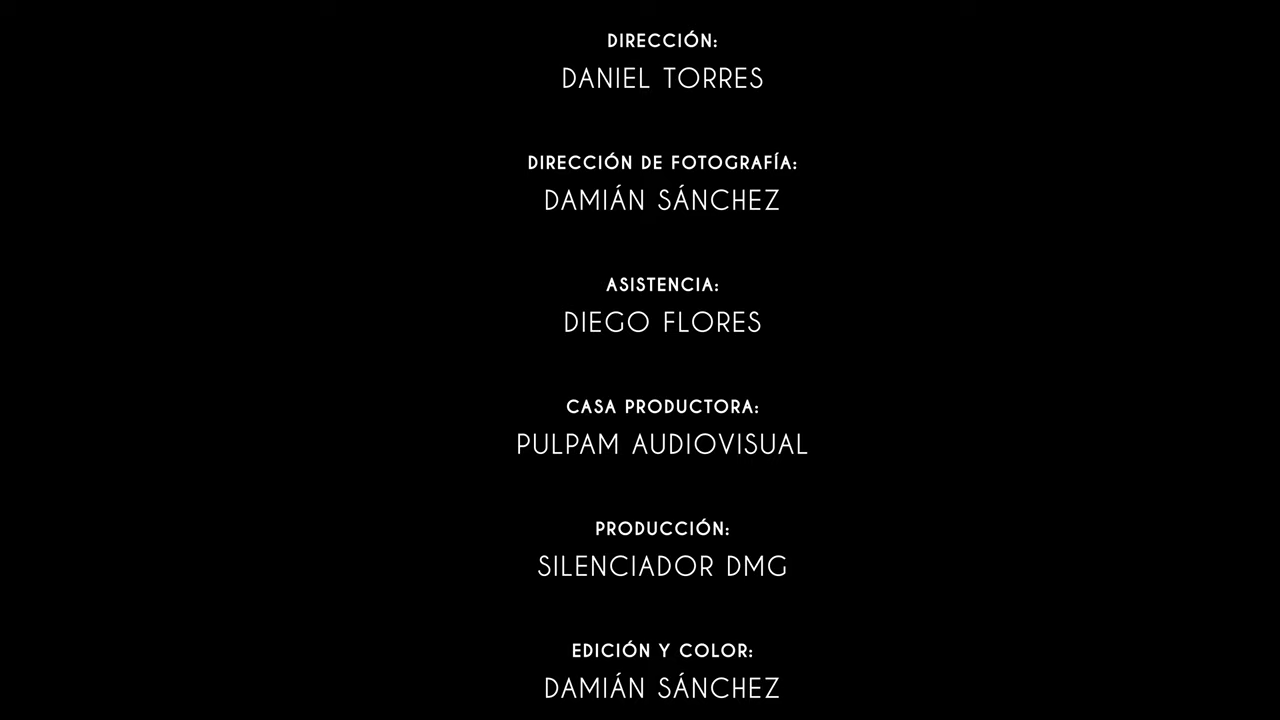 DIRECCIÓN:
DANIEL TORRES
DIRECCIÓN DE FOTOGRAFÍA:
DAMIÁN SÁNCHEZ
ASISTENCIA:
DIEGO FLORES
CASA PRODUCTORA:
PULPAM AUDIOVISUAL
PRODUCCIÓN:
SILENCIADOR DMG
EDICIÓN Y COLOR:
DAMIÁN SÁNCHEZ